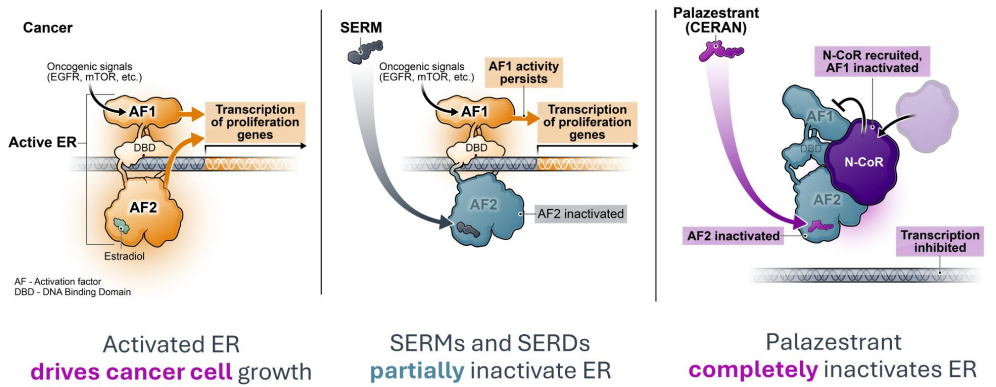 Cancer
Oncogenic signals
(EGFR, mTOR, etc.)
AF1
Active ER
Transcription
of proliferation
genes
DBD
AF2
Estradiol
AF - Activation factor
DBD - DNA Binding Domain
Activated ER
drives cancer cell growth
SERM
Oncogenic signals
(EGFR, mTOR, etc.)
AF1 activity
persists
AF1
Transcription
of proliferation
genes
DBD
AF2
AF2 inactivated
SERMs and SERDs
partially inactivate ER
Palazestrant
(CERAN)
N-CoR recruited,
AF1 inactivated
AF1
DBD
N-CoR
AF2
AF2 inactivated
Transcription
inhibited
Palazestrant
completely inactivates ER